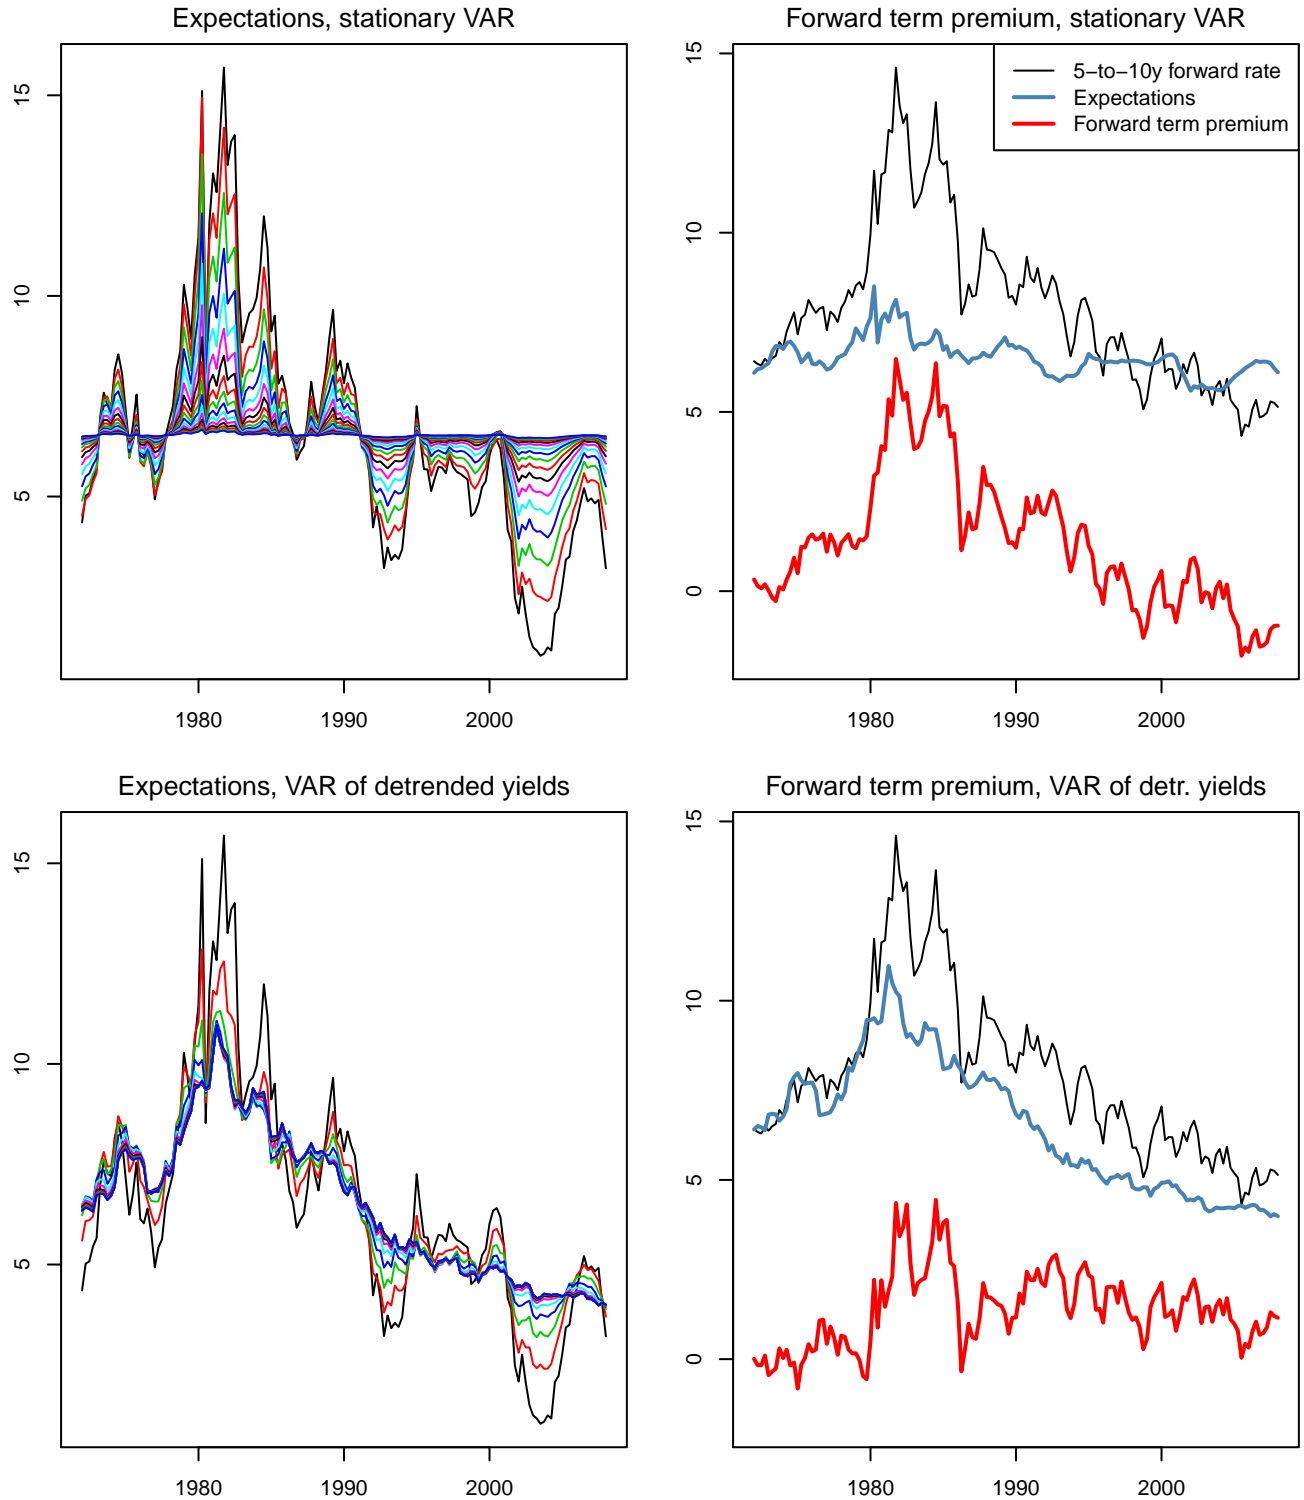 Expectations, stationary VAR
15
10
5
1980 1990 2000
Forward term premium, stationary VAR
5−to−10y forward rate
Expectations
Forward term premium
15
10
5
0
1980 1990 2000
Expectations, VAR of detrended yields
15
10
5
1980 1990 2000
Forward term premium, VAR of detr. yields
15
10
5
0
1980 1990 2000